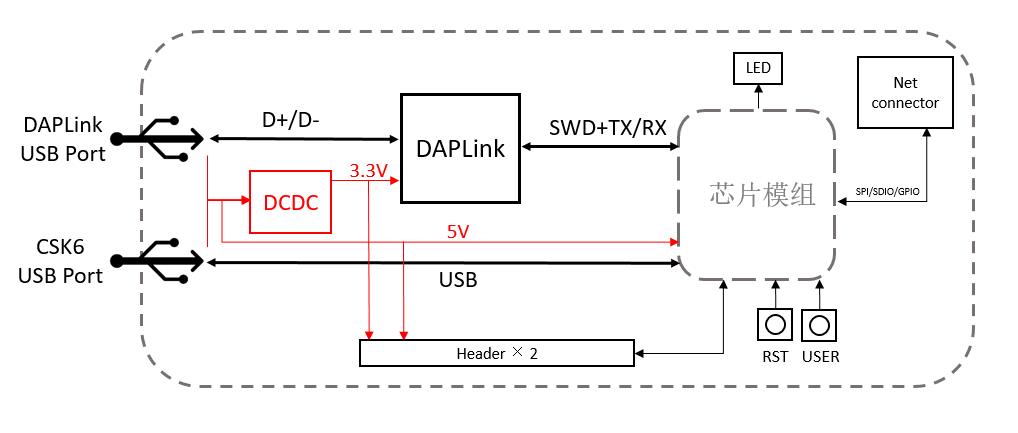 LED
Net
connector
DAPLink
USB Port
D+/D-
DAPLink
SWD+TX/RX
3.3V
DCDC
芯片模组
SPI/SDIO/GPIO
5V
CSK6
USB Port
USB
Header × 2
RST
USER